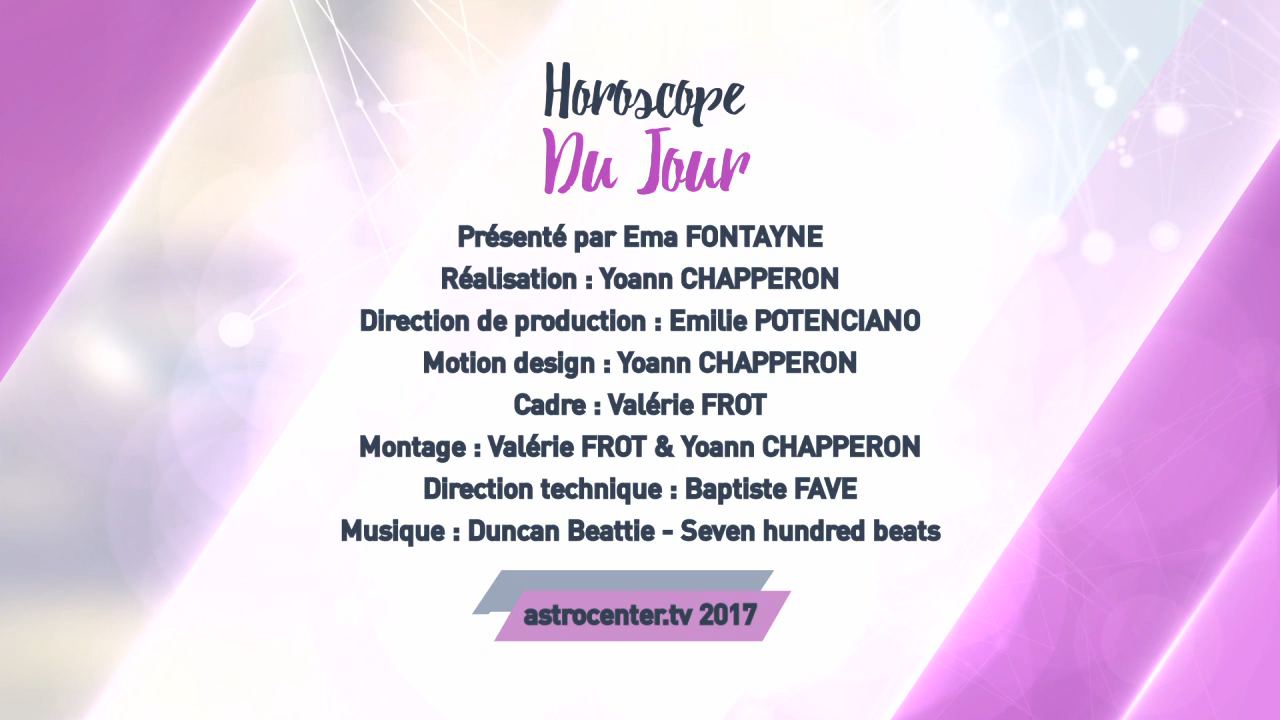 Horoscope
Du Jour
Présenté par Ema FONTAYNE
Réalisation : Yoann CHAPPERON
Direction de production : Emilie POTENCIANO
Motion design : Yoann CHAPPERON
Cadre : Valérie FROT
Montage : Valérie FROT & Yoann CHAPPERON
Direction technique : Baptiste FAVE
Musique : Duncan Beattie - Seven hundred beats
astrocenter.tv 2017